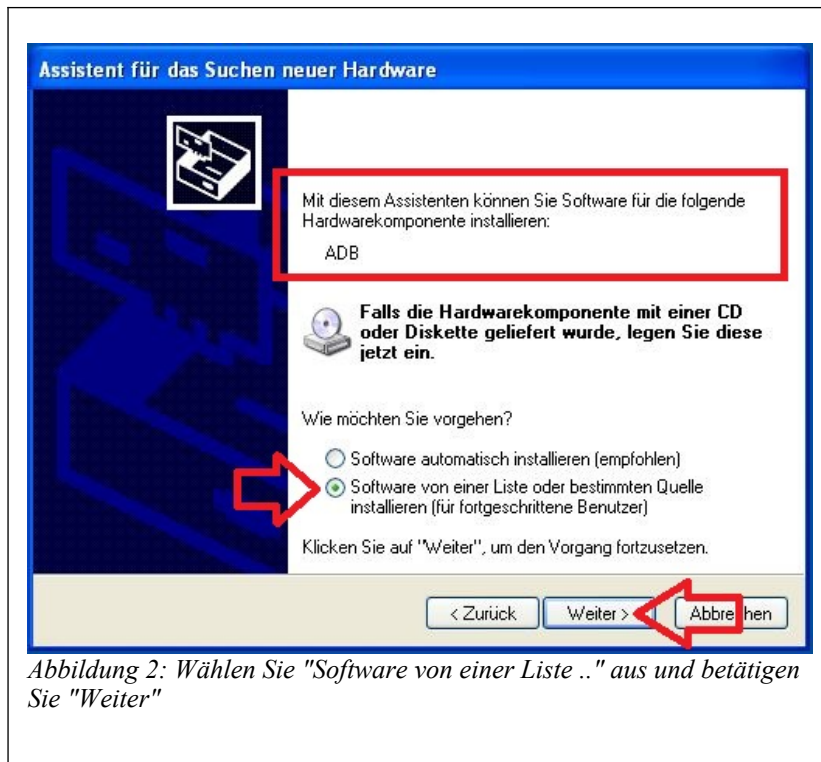 Assistent für das Suchen neuer Hardware
Mit diesem Assistenten können Sie Software für die folgende
Hardwarekomponente installieren:
ADB
Falls die Hardwarekomponente mit einer CD
oder Diskette geliefert wurde, legen Sie diese
jetzt ein.
Wie möchten Sie vorgehen?
Software automatisch installieren (empfohlen)
Software von einer Liste oder bestimmten Quelle
installieren (für fortgeschrittene Benutzer)
Klicken Sie auf "Weiter", um den Vorgang fortzusetzen.
< Zurück Weiter > Abbrechen
Abbildung 2: Wählen Sie "Software von einer Liste .." aus und betätigen
Sie "Weiter"